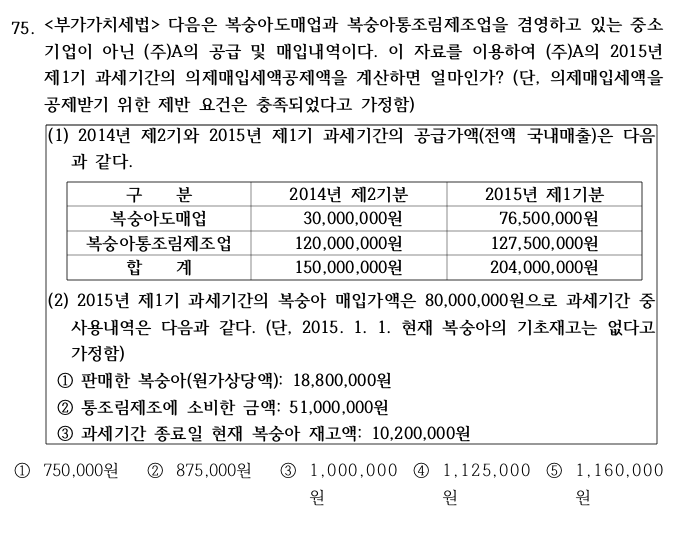 75. <부가가치세법> 다음은 복숭아도매업과 복숭아통조림제조업을 겸영하고 있는 중소
기업이 아닌 (주)A의 공급 및 매입내역이다. 이 자료를 이용하여 (주)A의 2015년
제1기 과세기간의 의제매입세액공제액을 계산하면 얼마인가? (단, 의제매입세액을
공제받기 위한 제반 요건은 충족되었다고 가정함)
(1) 2014년 제2기와 2015년 제1기 과세기간의 공급가액(전액 국내매출)은 다음
과 같다.
구 분 2014년 제2기분 2015년 제1기분
복숭아도매업 30,000,000원 76,500,000원
복숭아통조림제조업 120,000,000원 127,500,000원
합 계 150,000,000원 204,000,000원
(2) 2015년 제1기 과세기간의 복숭아 매입가액은 80,000,000원으로 과세기간 중
사용내역은 다음과 같다. (단, 2015. 1. 1. 현재 복숭아의 기초재고는 없다고
가정함)
① 판매한 복숭아(원가상당액): 18,800,000원
② 통조림제조에 소비한 금액: 51,000,000원
③ 과세기간 종료일 현재 복숭아 재고액: 10,200,000원
① 750,000원 ② 875,000원 ③ 1,000,000 ④ 1,125,000 ⑤ 1,160,000
원 원 원